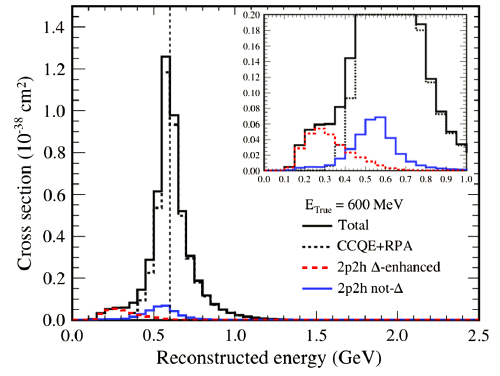 Cross section (10⁻³⁸ cm²)
1.4
1.2
1.0
0.8
0.6
0.4
0.2
0.0
0.0 0.5 1.0 1.5 2.0 2.5
Reconstructed energy (GeV)
0.20
0.18
0.16
0.14
0.12
0.10
0.08
0.06
0.04
0.02
0.00
0.0 0.1 0.2 0.3 0.4 0.5 0.6 0.7 0.8 0.9 1.0
E_True = 600 MeV
Total
CCQE+RPA
2p2h Δ-enhanced
2p2h not-Δ